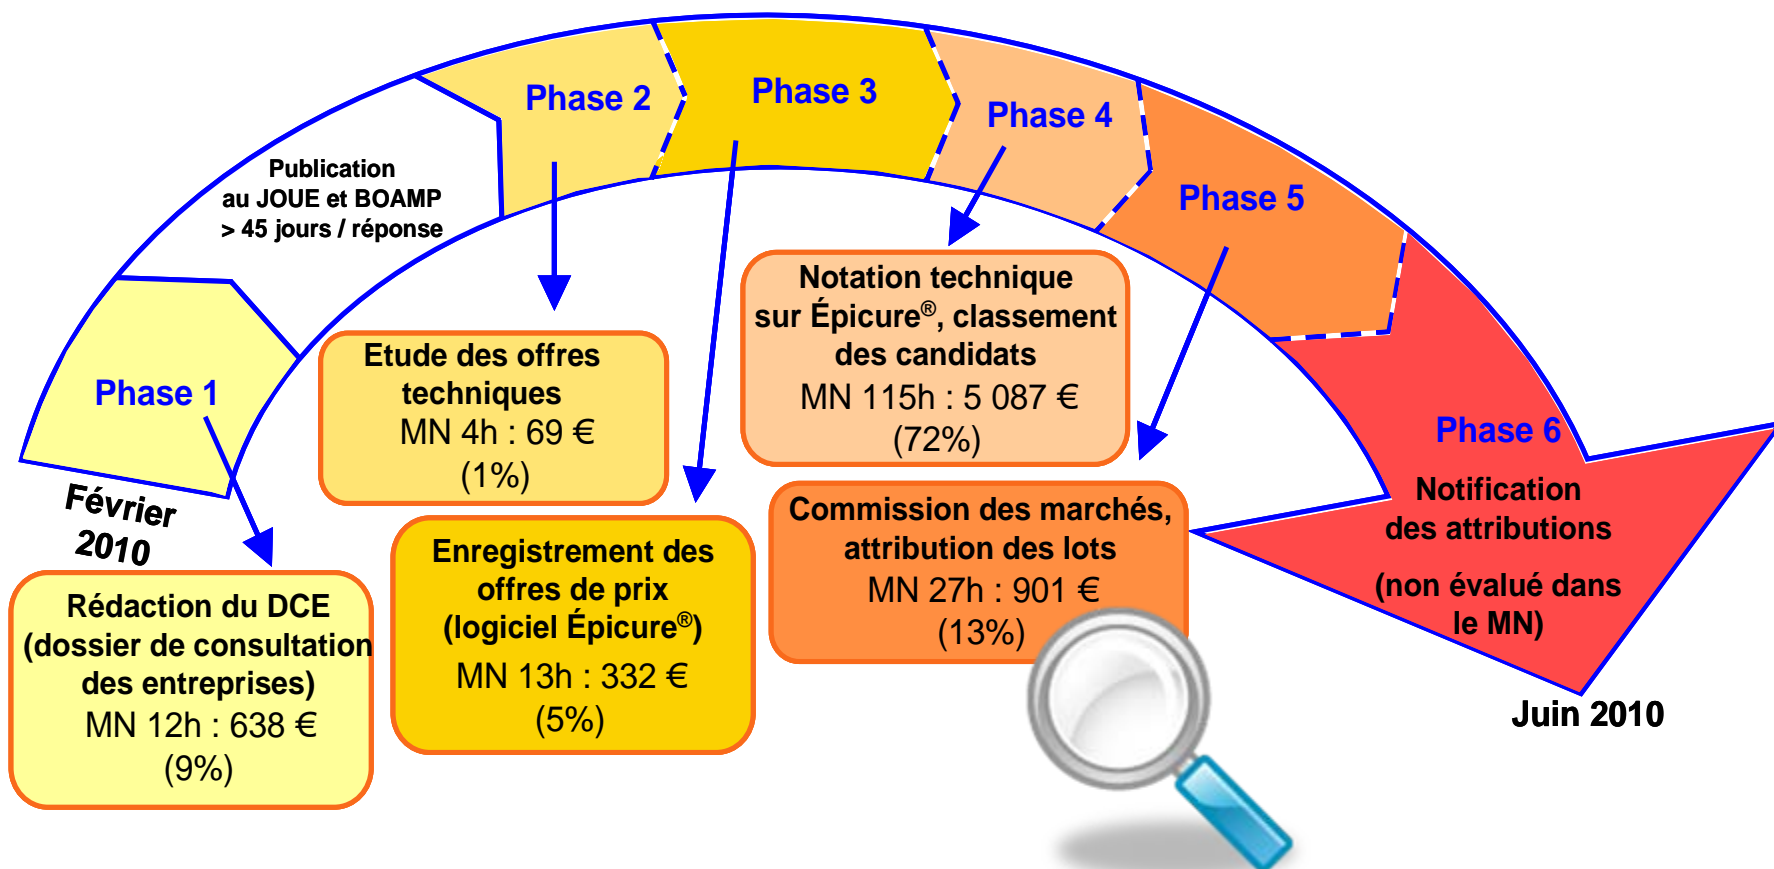 Phase 1
Février
2010
Publication
au JOUE et BOAMP
> 45 jours / réponse
Phase 2
Phase 3
Phase 4
Phase 5
Phase 6
Notification
des attributions
(non évalué dans
le MN)
Juin 2010
Rédaction du DCE
(dossier de consultation
des entreprises)
MN 12h : 638 €
(9%)
Etude des offres
techniques
MN 4h : 69 €
(1%)
Enregistrement des
offres de prix
(logiciel Épicure®)
MN 13h : 332 €
(5%)
Notation technique
sur Épicure®, classement
des candidats
MN 115h : 5 087 €
(72%)
Commission des marchés,
attribution des lots
MN 27h : 901 €
(13%)